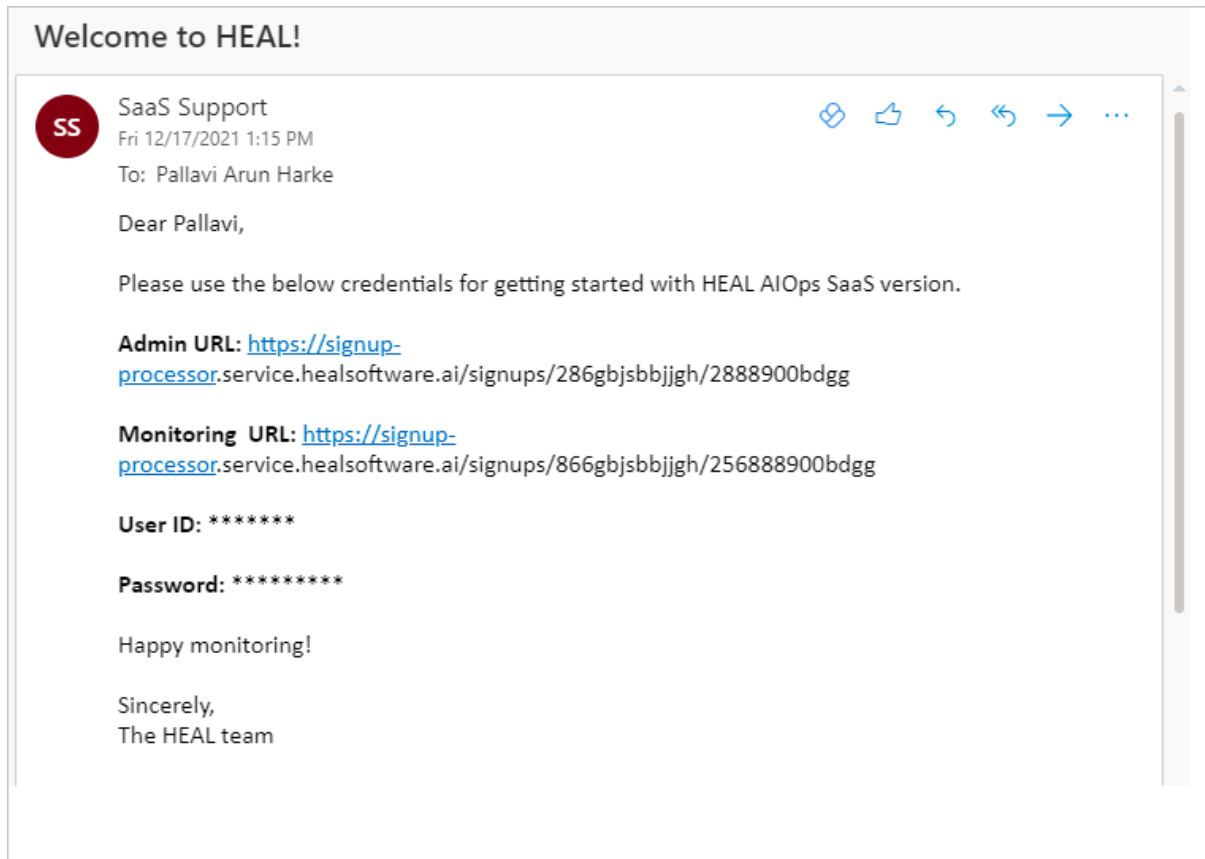 Welcome to HEAL!
SS
SaaS Support
Fri 12/17/2021 1:15 PM
To: Pallavi Arun Harke
Dear Pallavi,
Please use the below credentials for getting started with HEAL AIOps SaaS version.
Admin URL: https://signup-
processor.service.healsoftware.ai/signups/286gbjsbbjjgh/2888900bdgg
Monitoring  URL: https://signup-
processor.service.healsoftware.ai/signups/866gbjsbbjjgh/256888900bdgg
User ID: *******
Password: *********
Happy monitoring!
Sincerely,
The HEAL team